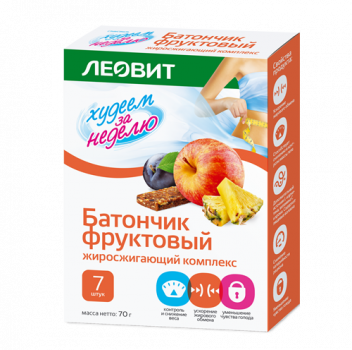 ЛЕОВИТ
Батончик
фруктовый
жиросжигающий комплекс
худеем
за
неделю
Батончик
фруктовый
жиросжигающий комплекс
7
штук
масса нетто: 70 г
контроль
и снижение
веса
ускорение
жирового
обмена
уменьшение
чувства голода